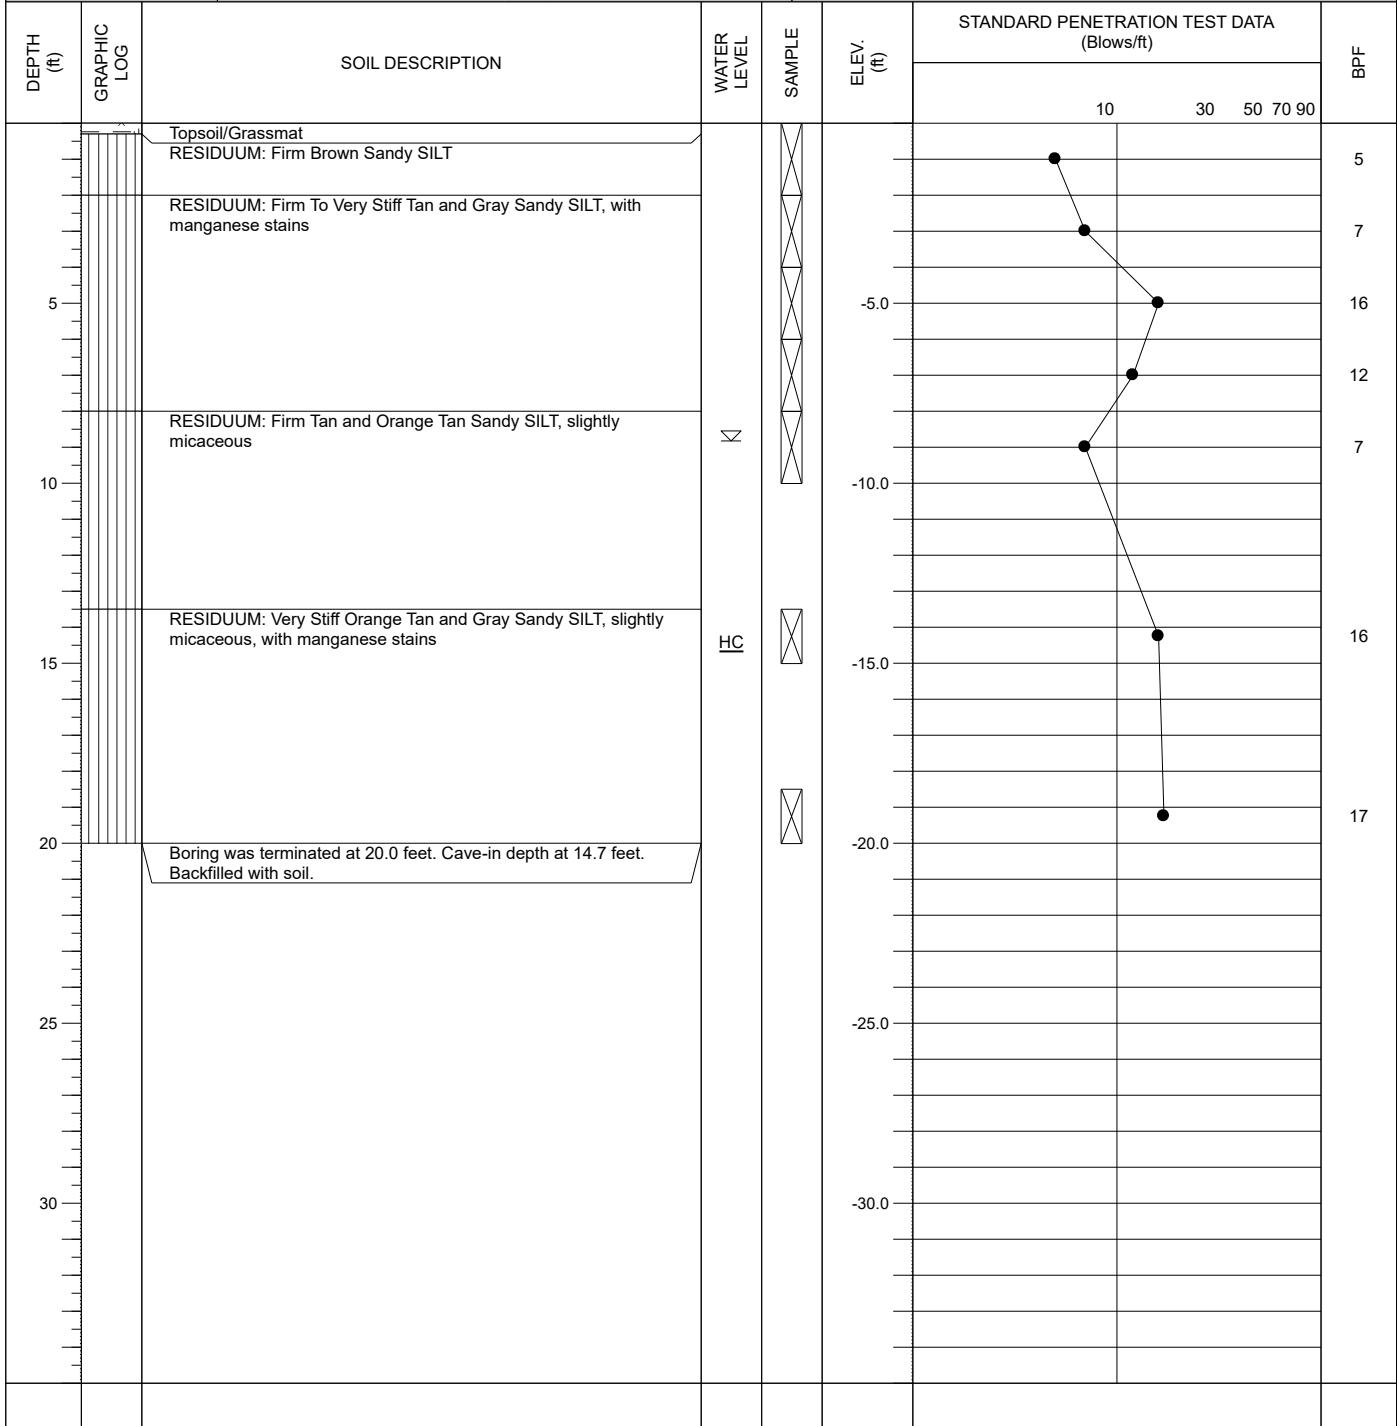 DEPTH
(ft)
GRAPHIC
LOG
SOIL DESCRIPTION
WATER
LEVEL
SAMPLE
ELEV.
(ft)
STANDARD PENETRATION TEST DATA
(Blows/ft)
BPF
10 30 50 70 90
Topsoil/Grassmat
RESIDUUM: Firm Brown Sandy SILT
5
RESIDUUM: Firm To Very Stiff Tan and Gray Sandy SILT, with
manganese stains
7
5 -5.0 16
12
RESIDUUM: Firm Tan and Orange Tan Sandy SILT, slightly
micaceous
7
10 -10.0
RESIDUUM: Very Stiff Orange Tan and Gray Sandy SILT, slightly
micaceous, with manganese stains
HC
16
15 -15.0
17
20 -20.0
Boring was terminated at 20.0 feet. Cave-in depth at 14.7 feet.
Backfilled with soil.
25 -25.0
30 -30.0